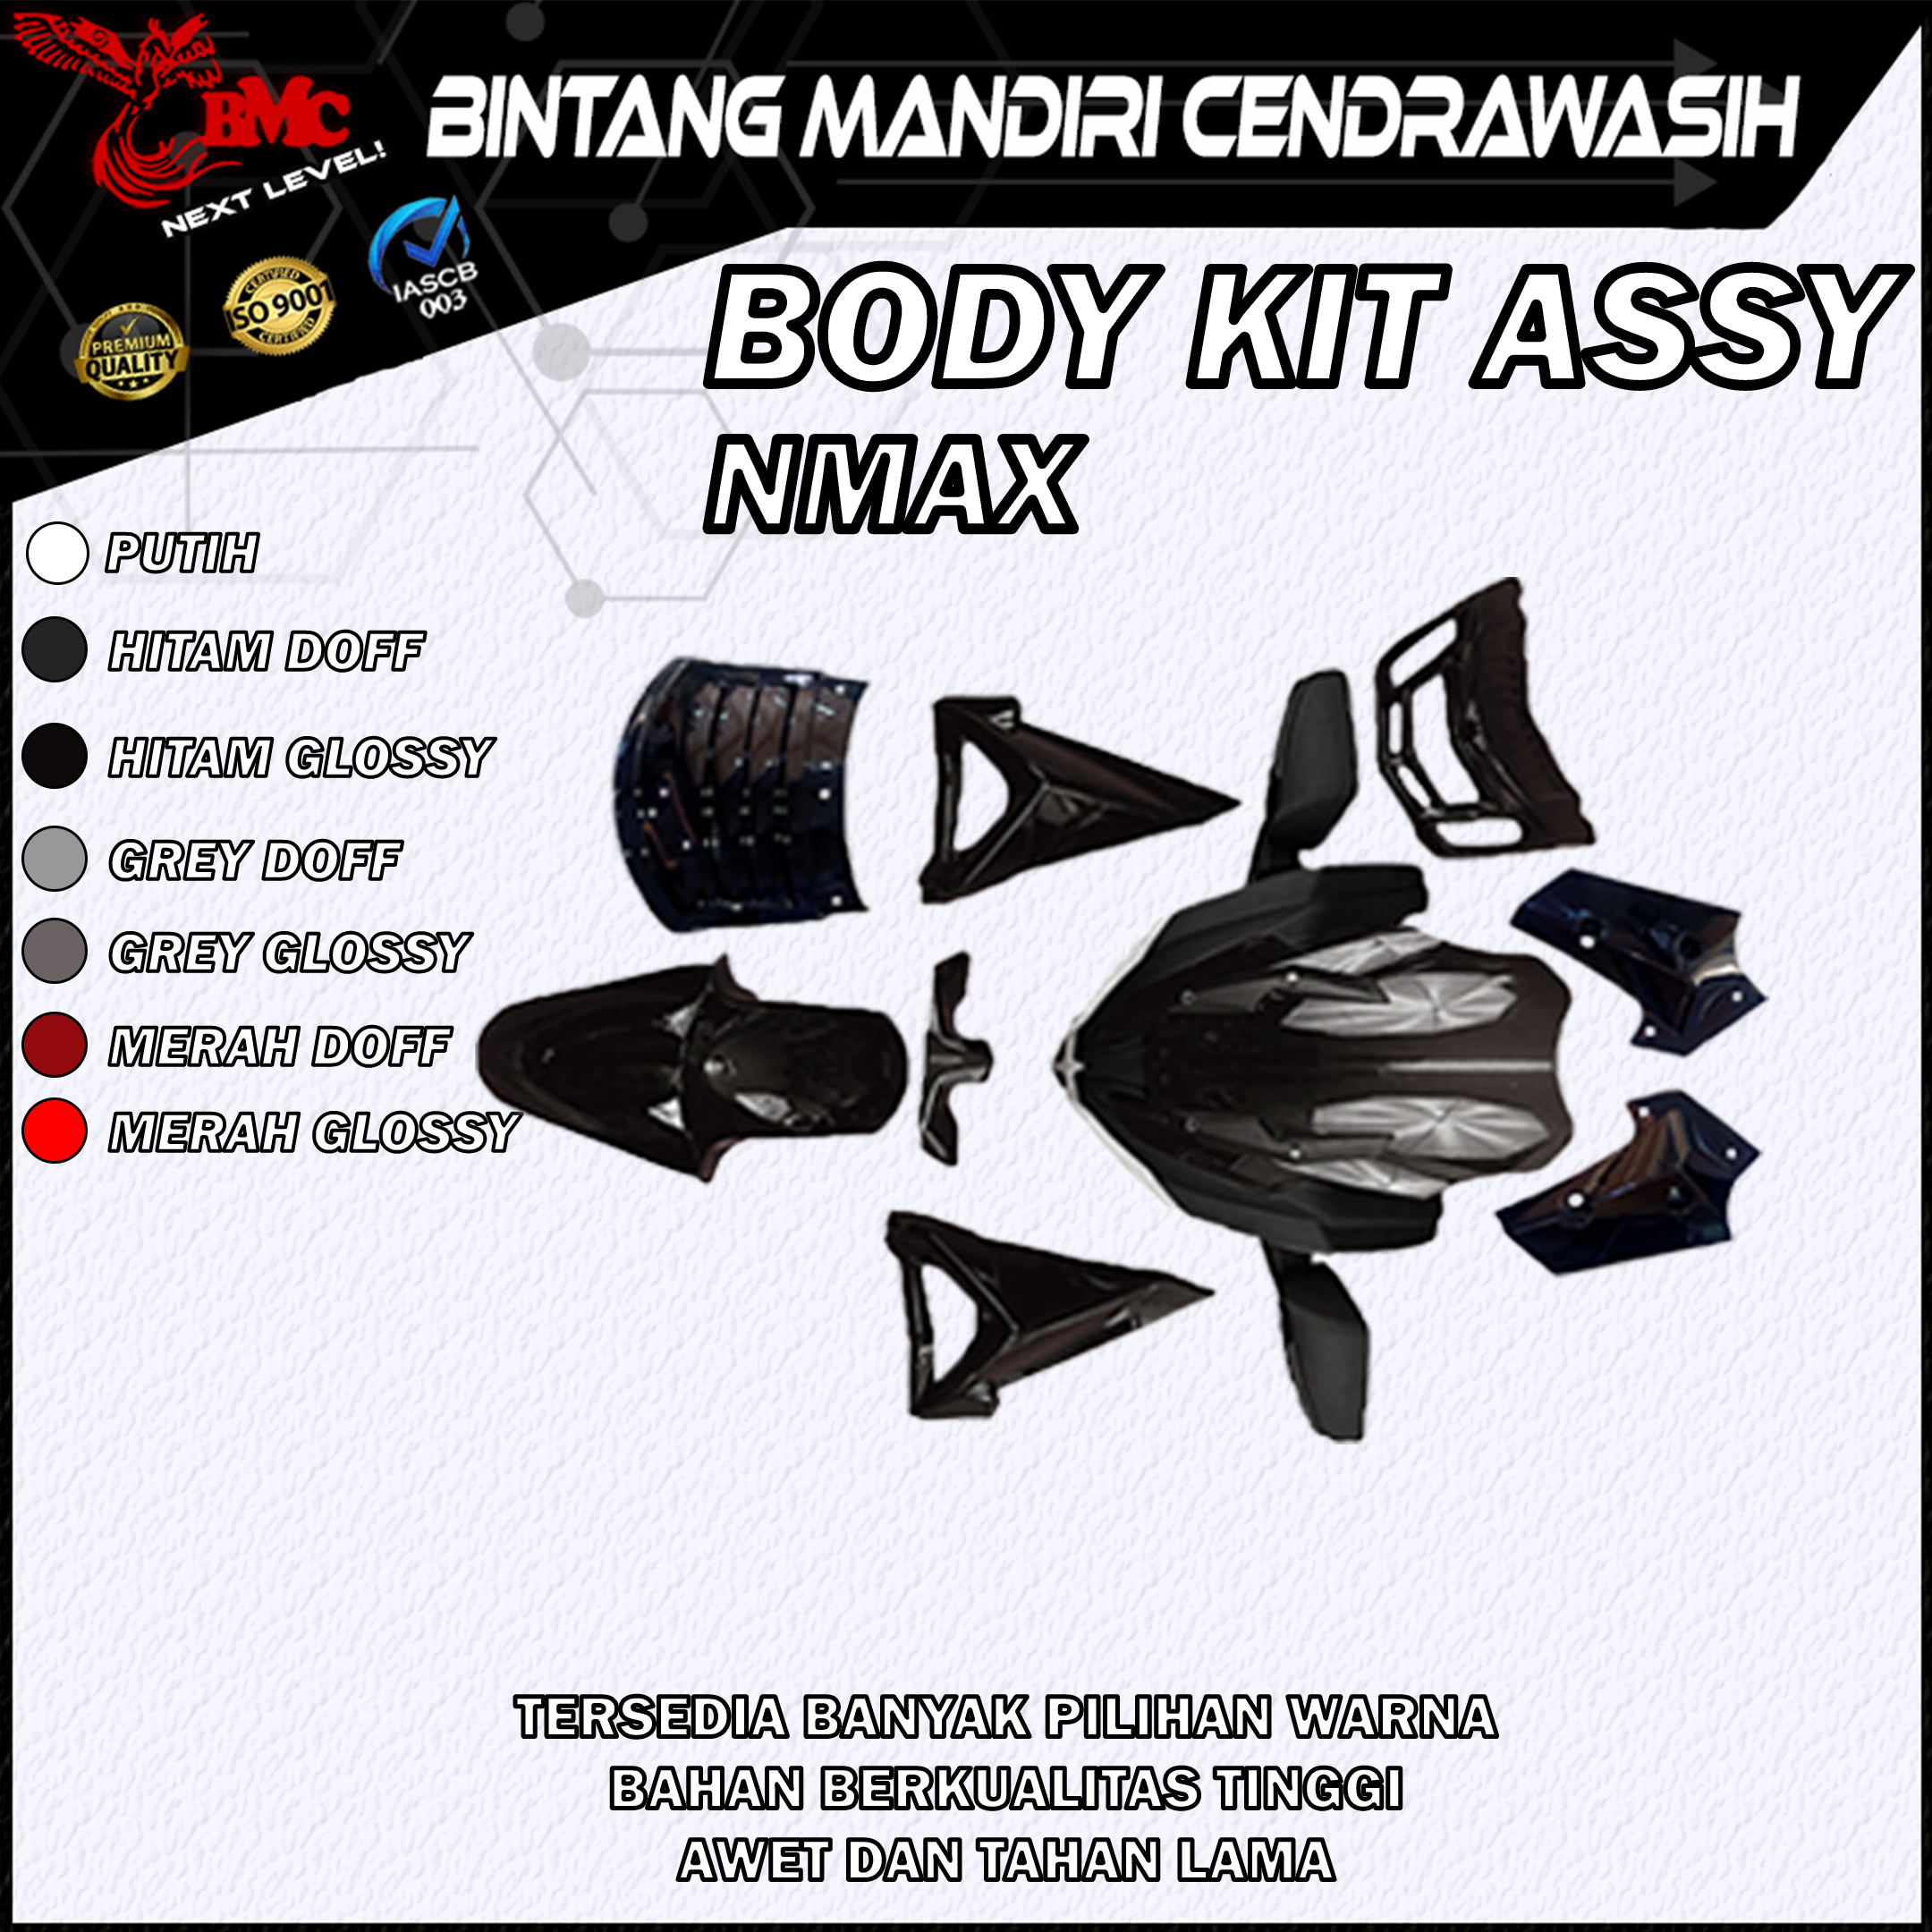 BMC
NEXT LEVEL!
BINTANG MANDIRI CENDRAWASIH
PREMIUM
QUALITY
CERTIFIED
ISO 9001
CERTIFIED
IASCB
003
BODY KIT ASSY
NMAX
PUTIH
HITAM DOFF
HITAM GLOSSY
GREY DOFF
GREY GLOSSY
MERAH DOFF
MERAH GLOSSY
TERSEDIA BANYAK PILIHAN WARNA
BAHAN BERKUALITAS TINGGI
AWET DAN TAHAN LAMA